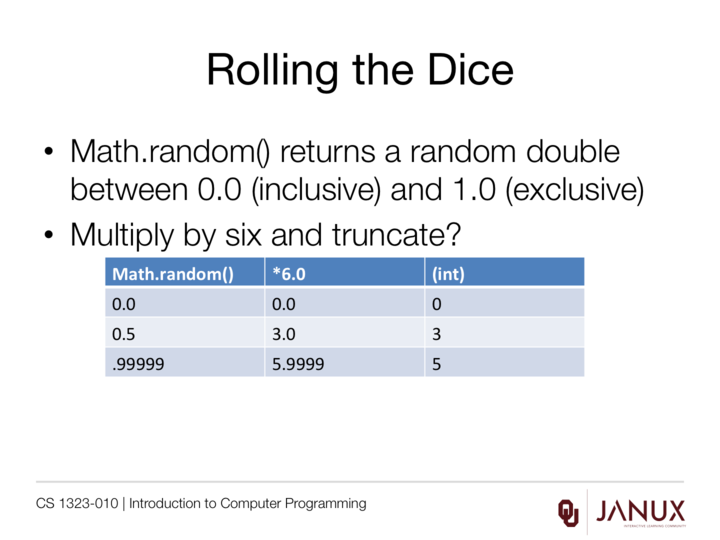 Rolling the Dice
• Math.random() returns a random double
between 0.0 (inclusive) and 1.0 (exclusive)
• Multiply by six and truncate?
Math.random() *6.0 (int)
0.0 0.0 0
0.5 3.0 3
.99999 5.9999 5
CS 1323-010 | Introduction to Computer Programming
OU JANUX
INTERACTIVE LEARNING COMMUNITY